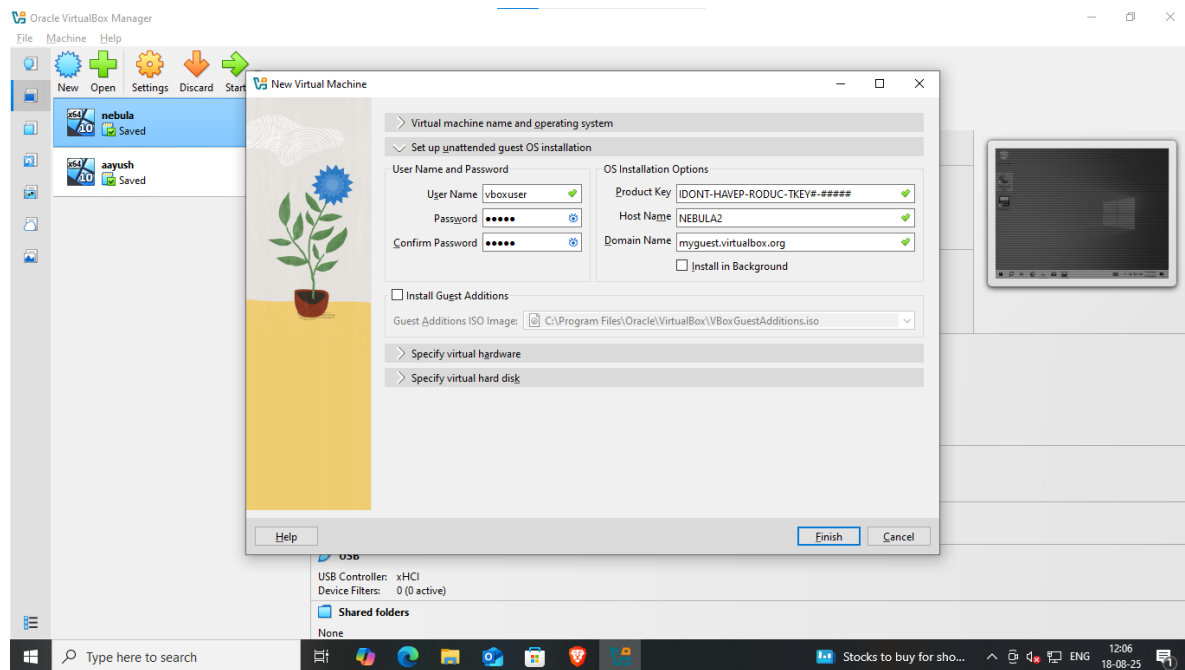 Oracle VirtualBox Manager
File Machine Help
New Open Settings Discard Start
nebula
Saved
aayush
Saved
x64
10
x64
10
New Virtual Machine
Virtual machine name and operating system
Set up unattended guest OS installation
User Name and Password
User Name vboxuser
Password •••••
Confirm Password •••••
OS Installation Options
Product Key IDONT-HAVEP-RODUC-TKEY#-#####
Host Name NEBULA2
Domain Name myguest.virtualbox.org
Install in Background
Install Guest Additions
Guest Additions ISO Image: C:\Program Files\Oracle\VirtualBox\VBoxGuestAdditions.iso
Specify virtual hardware
Specify virtual hard disk
Help Finish Cancel
USB
USB Controller: xHCI
Device Filters: 0 (0 active)
Shared folders
None
Type here to search
Stocks to buy for sho...
ENG
12:06
18-08-25
1